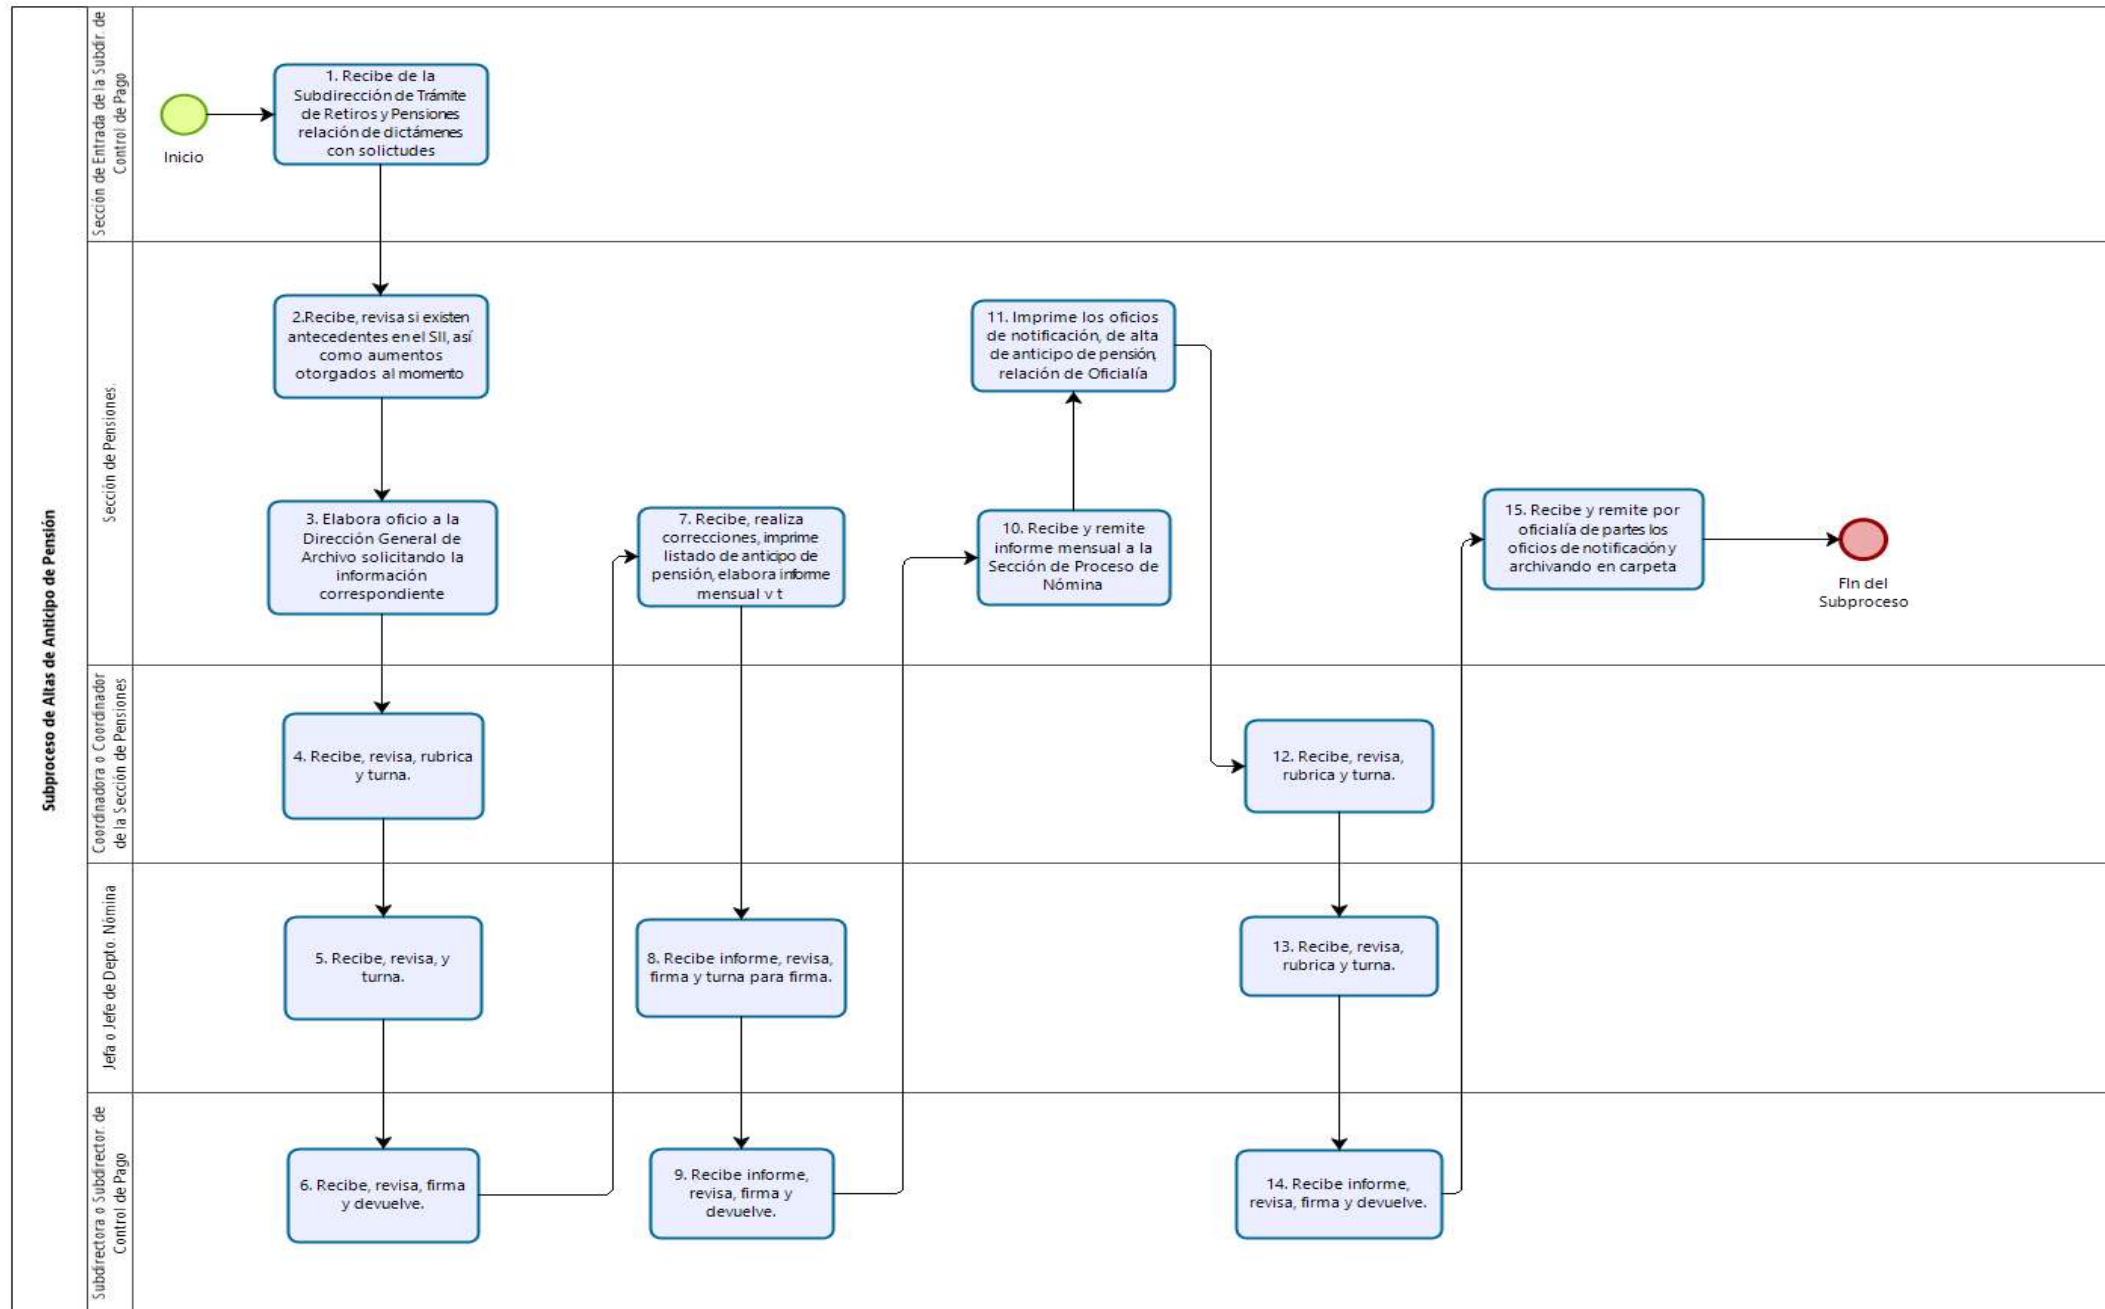 Subproceso de Altas de Anticipo de Pensión
Sección de Entrada de la Subdir. de
Control de Pago
Inicio
1. Recibe de la
Subdirección de Trámite
de Retiros y Pensiones
relación de dictámenes
con solictudes
Sección de Pensiones.
2.Recibe, revisa si existen
antecedentes en el SII, así
como aumentos
otorgados al momento
3. Elabora oficio a la
Dirección General de
Archivo solicitando la
información
correspondiente
7. Recibe, realiza
correcciones, imprime
listado de anticipo de
pensión, elabora informe
mensual v t
11. Imprime los oficios
de notificación, de alta
de anticipo de pensión,
relación de Oficialía
10. Recibe y remite
informe mensual a la
Sección de Proceso de
Nómina
15. Recibe y remite por
oficialía de partes los
oficios de notificación y
archivando en carpeta
FIn del
Subproceso
Coordinadora o Coordinador
de la Sección de Pensiones
4. Recibe, revisa, rubrica
y turna.
12. Recibe, revisa,
rubrica y turna.
Jefa o Jefe de Depto. Nómina
5. Recibe, revisa, y
turna.
8. Recibe informe, revisa,
firma y turna para firma.
13. Recibe, revisa,
rubrica y turna.
Subdirectora o Subdirector. de
Control de Pago
6. Recibe, revisa, firma
y devuelve.
9. Recibe informe,
revisa, firma y
devuelve.
14. Recibe informe,
revisa, firma y devuelve.